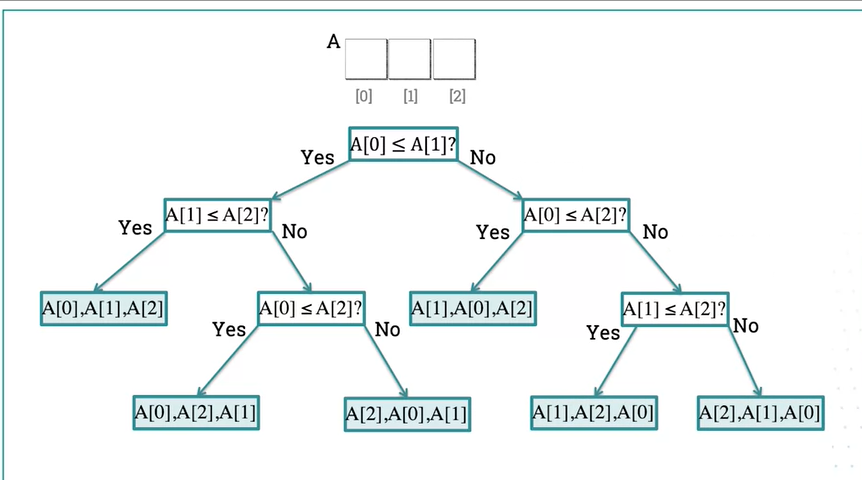 A
[0] [1] [2]
A[0] ≤ A[1]?
Yes No
A[1] ≤ A[2]? A[0] ≤ A[2]?
Yes No Yes No
A[0],A[1],A[2] A[0] ≤ A[2]? A[1],A[0],A[2] A[1] ≤ A[2]?
Yes No Yes No
A[0],A[2],A[1] A[2],A[0],A[1] A[1],A[2],A[0] A[2],A[1],A[0]